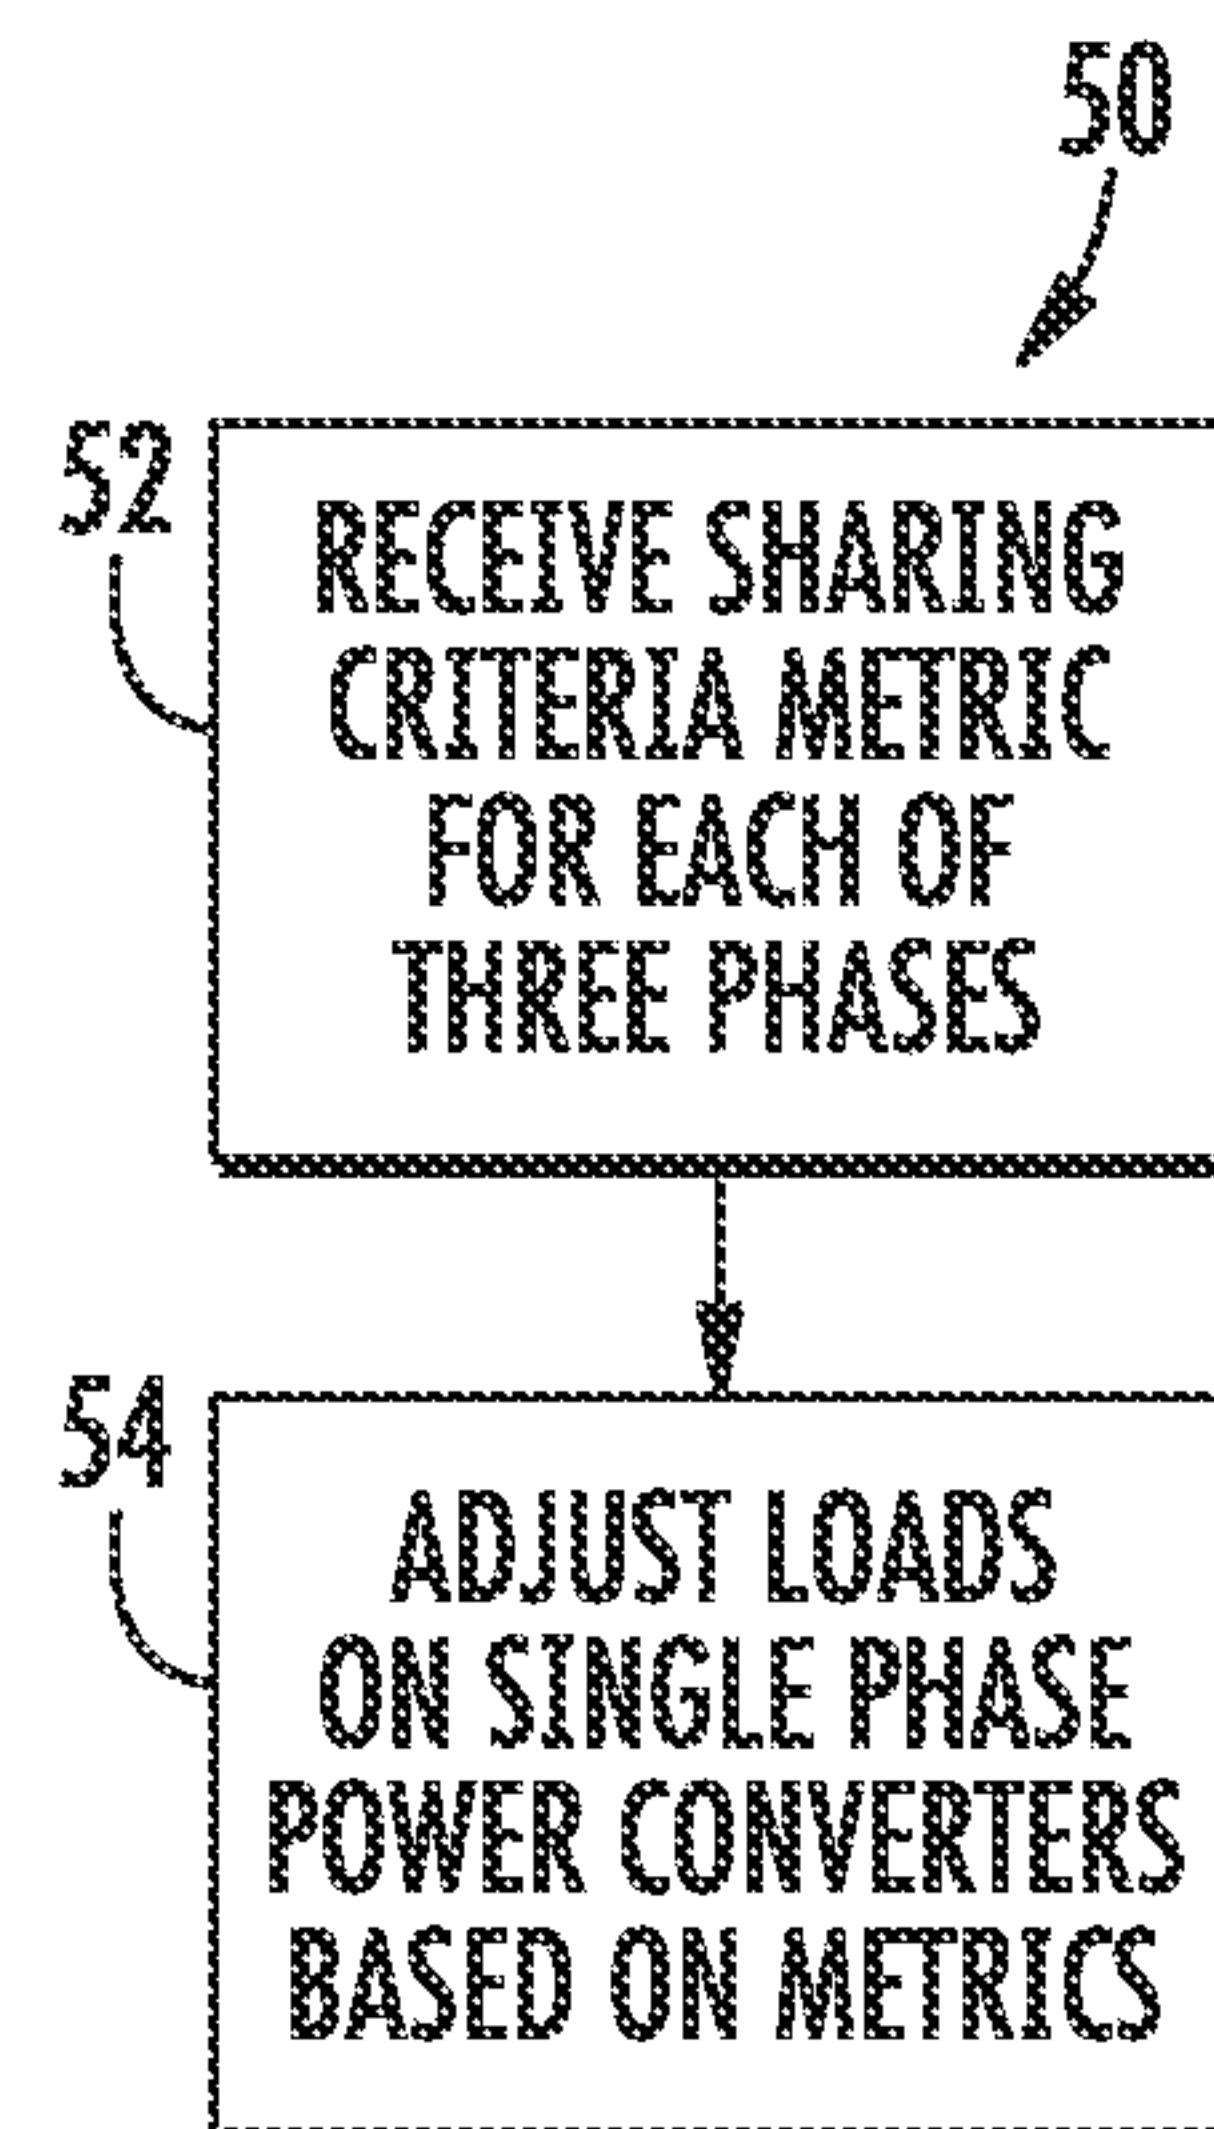 50
52
RECEIVE SHARING
CRITERIA METRIC
FOR EACH OF
THREE PHASES
54
ADJUST LOADS
ON SINGLE PHASE
POWER CONVERTERS
BASED ON METRICS